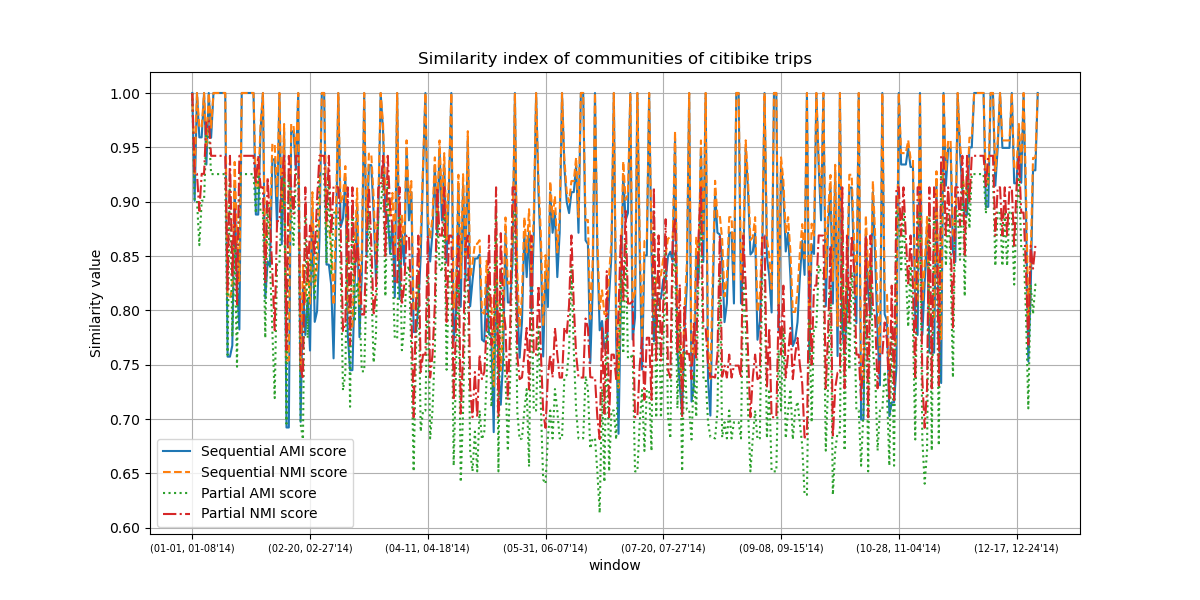 Similarity index of communities of citibike trips
Similarity value
1.00
0.95
0.90
0.85
0.80
0.75
0.70
0.65
0.60
Sequential AMI score
Sequential NMI score
Partial AMI score
Partial NMI score
(01-01, 01-08'14) (02-20, 02-27'14) (04-11, 04-18'14) (05-31, 06-07'14) (07-20, 07-27'14) (09-08, 09-15'14) (10-28, 11-04'14) (12-17, 12-24'14)
window